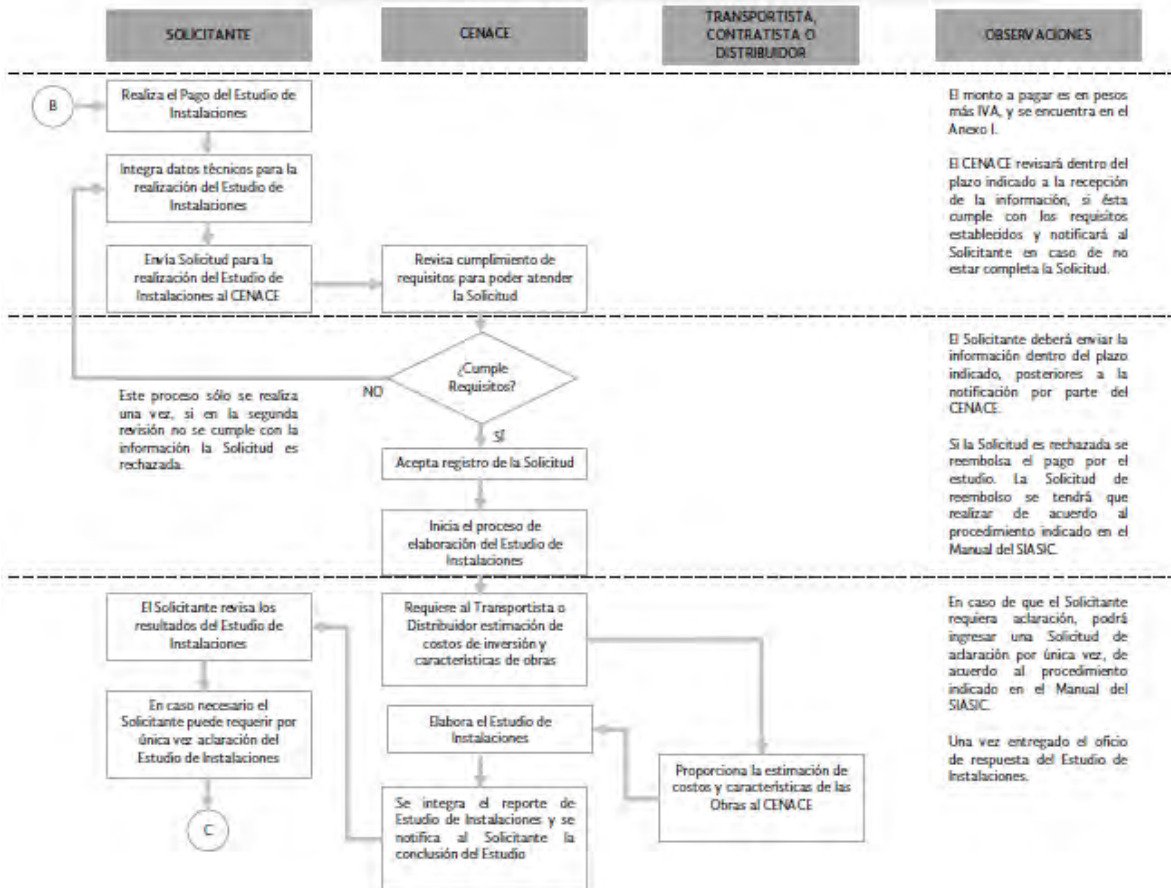 SOLICITANTE
CENACE
TRANSPORTISTA,
CONTRATISTA O
DISTRIBUIDOR
OBSERVACIONES
B
Realiza el Pago del Estudio de
Instalaciones
El monto a pagar es en pesos
más IVA, y se encuentra en el
Anexo I.
Integra datos técnicos para la
realización del Estudio de
Instalaciones
El CENACE revisará dentro del
plazo indicado a la recepción
de la información, si ésta
cumple con los requisitos
establecidos y notificará al
Solicitante en caso de no
estar completa la Solicitud.
Envía Solicitud para la
realización del Estudio de
Instalaciones al CENACE
Revisa cumplimiento de
requisitos para poder atender
la Solicitud
¿Cumple
Requisitos?
NO
SÍ
Este proceso sólo se realiza
una vez, si en la segunda
revisión no se cumple con la
información la Solicitud es
rechazada.
Acepta registro de la Solicitud
Inicia el proceso de
elaboración del Estudio de
Instalaciones
El Solicitante deberá enviar la
información dentro del plazo
indicado, posteriores a la
notificación por parte del
CENACE.
Si la Solicitud es rechazada se
reembolsa el pago por el
estudio. La Solicitud de
reembolso se tendrá que
realizar de acuerdo al
procedimiento indicado en el
Manual del SIASIC.
El Solicitante revisa los
resultados del Estudio de
Instalaciones
Requiere al Transportista o
Distribuidor estimación de
costos de inversión y
características de obras
En caso de que el Solicitante
requiera aclaración, podrá
ingresar una Solicitud de
aclaración por única vez, de
acuerdo al procedimiento
indicado en el Manual del
SIASIC.
En caso necesario el
Solicitante puede requerir por
única vez aclaración del
Estudio de Instalaciones
Elabora el Estudio de
Instalaciones
Una vez entregado el oficio
de respuesta del Estudio de
Instalaciones.
Proporciona la estimación de
costos y características de las
Obras al CENACE
Se integra el reporte de
Estudio de Instalaciones y se
notifica al Solicitante la
conclusión del Estudio
C